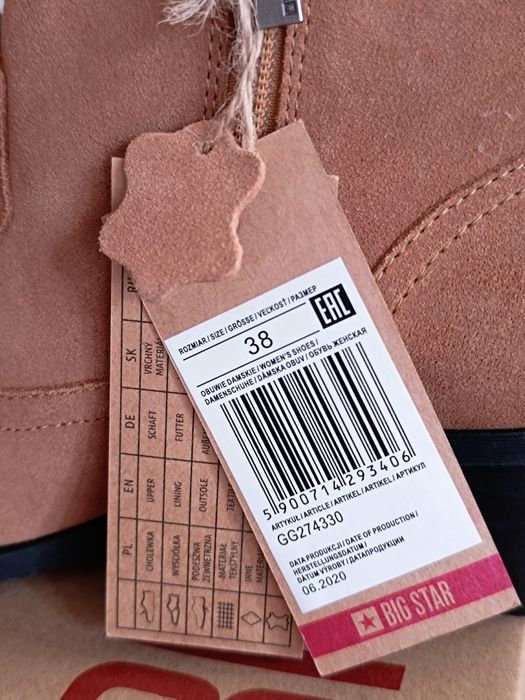 ROZMIAR / SIZE / GRÖSSE / VEĽKOSŤ / РАЗМЕР
38
EAC
OBUWIE DAMSKIE / WOMEN'S SHOES /
DAMENSCHUHE / DÁMSKA OBUV / ОБУВЬ ЖЕНСКАЯ
5 900714 293406
ARTYKUŁ / ARTICLE / ARTIKEL / ARTIKEL / АРТИКУЛ
GG274330
DATA PRODUKCJI / DATE OF PRODUCTION /
HERSTELLUNGSDATUM /
DÁTUM VÝROBY / ДАТА ПРОДУКЦИИ
06.2020
BIG STAR
SK
VRCHNÝ
DE
SCHAFT
FUTTER
EN
UPPER
LINING
OUTSOLE
PL
CHOLEWKA
WYŚCIÓŁKA
PODESZWA
ZEWNĘTRZNA
MATERIAŁ
TEKSTYLNY
INNE